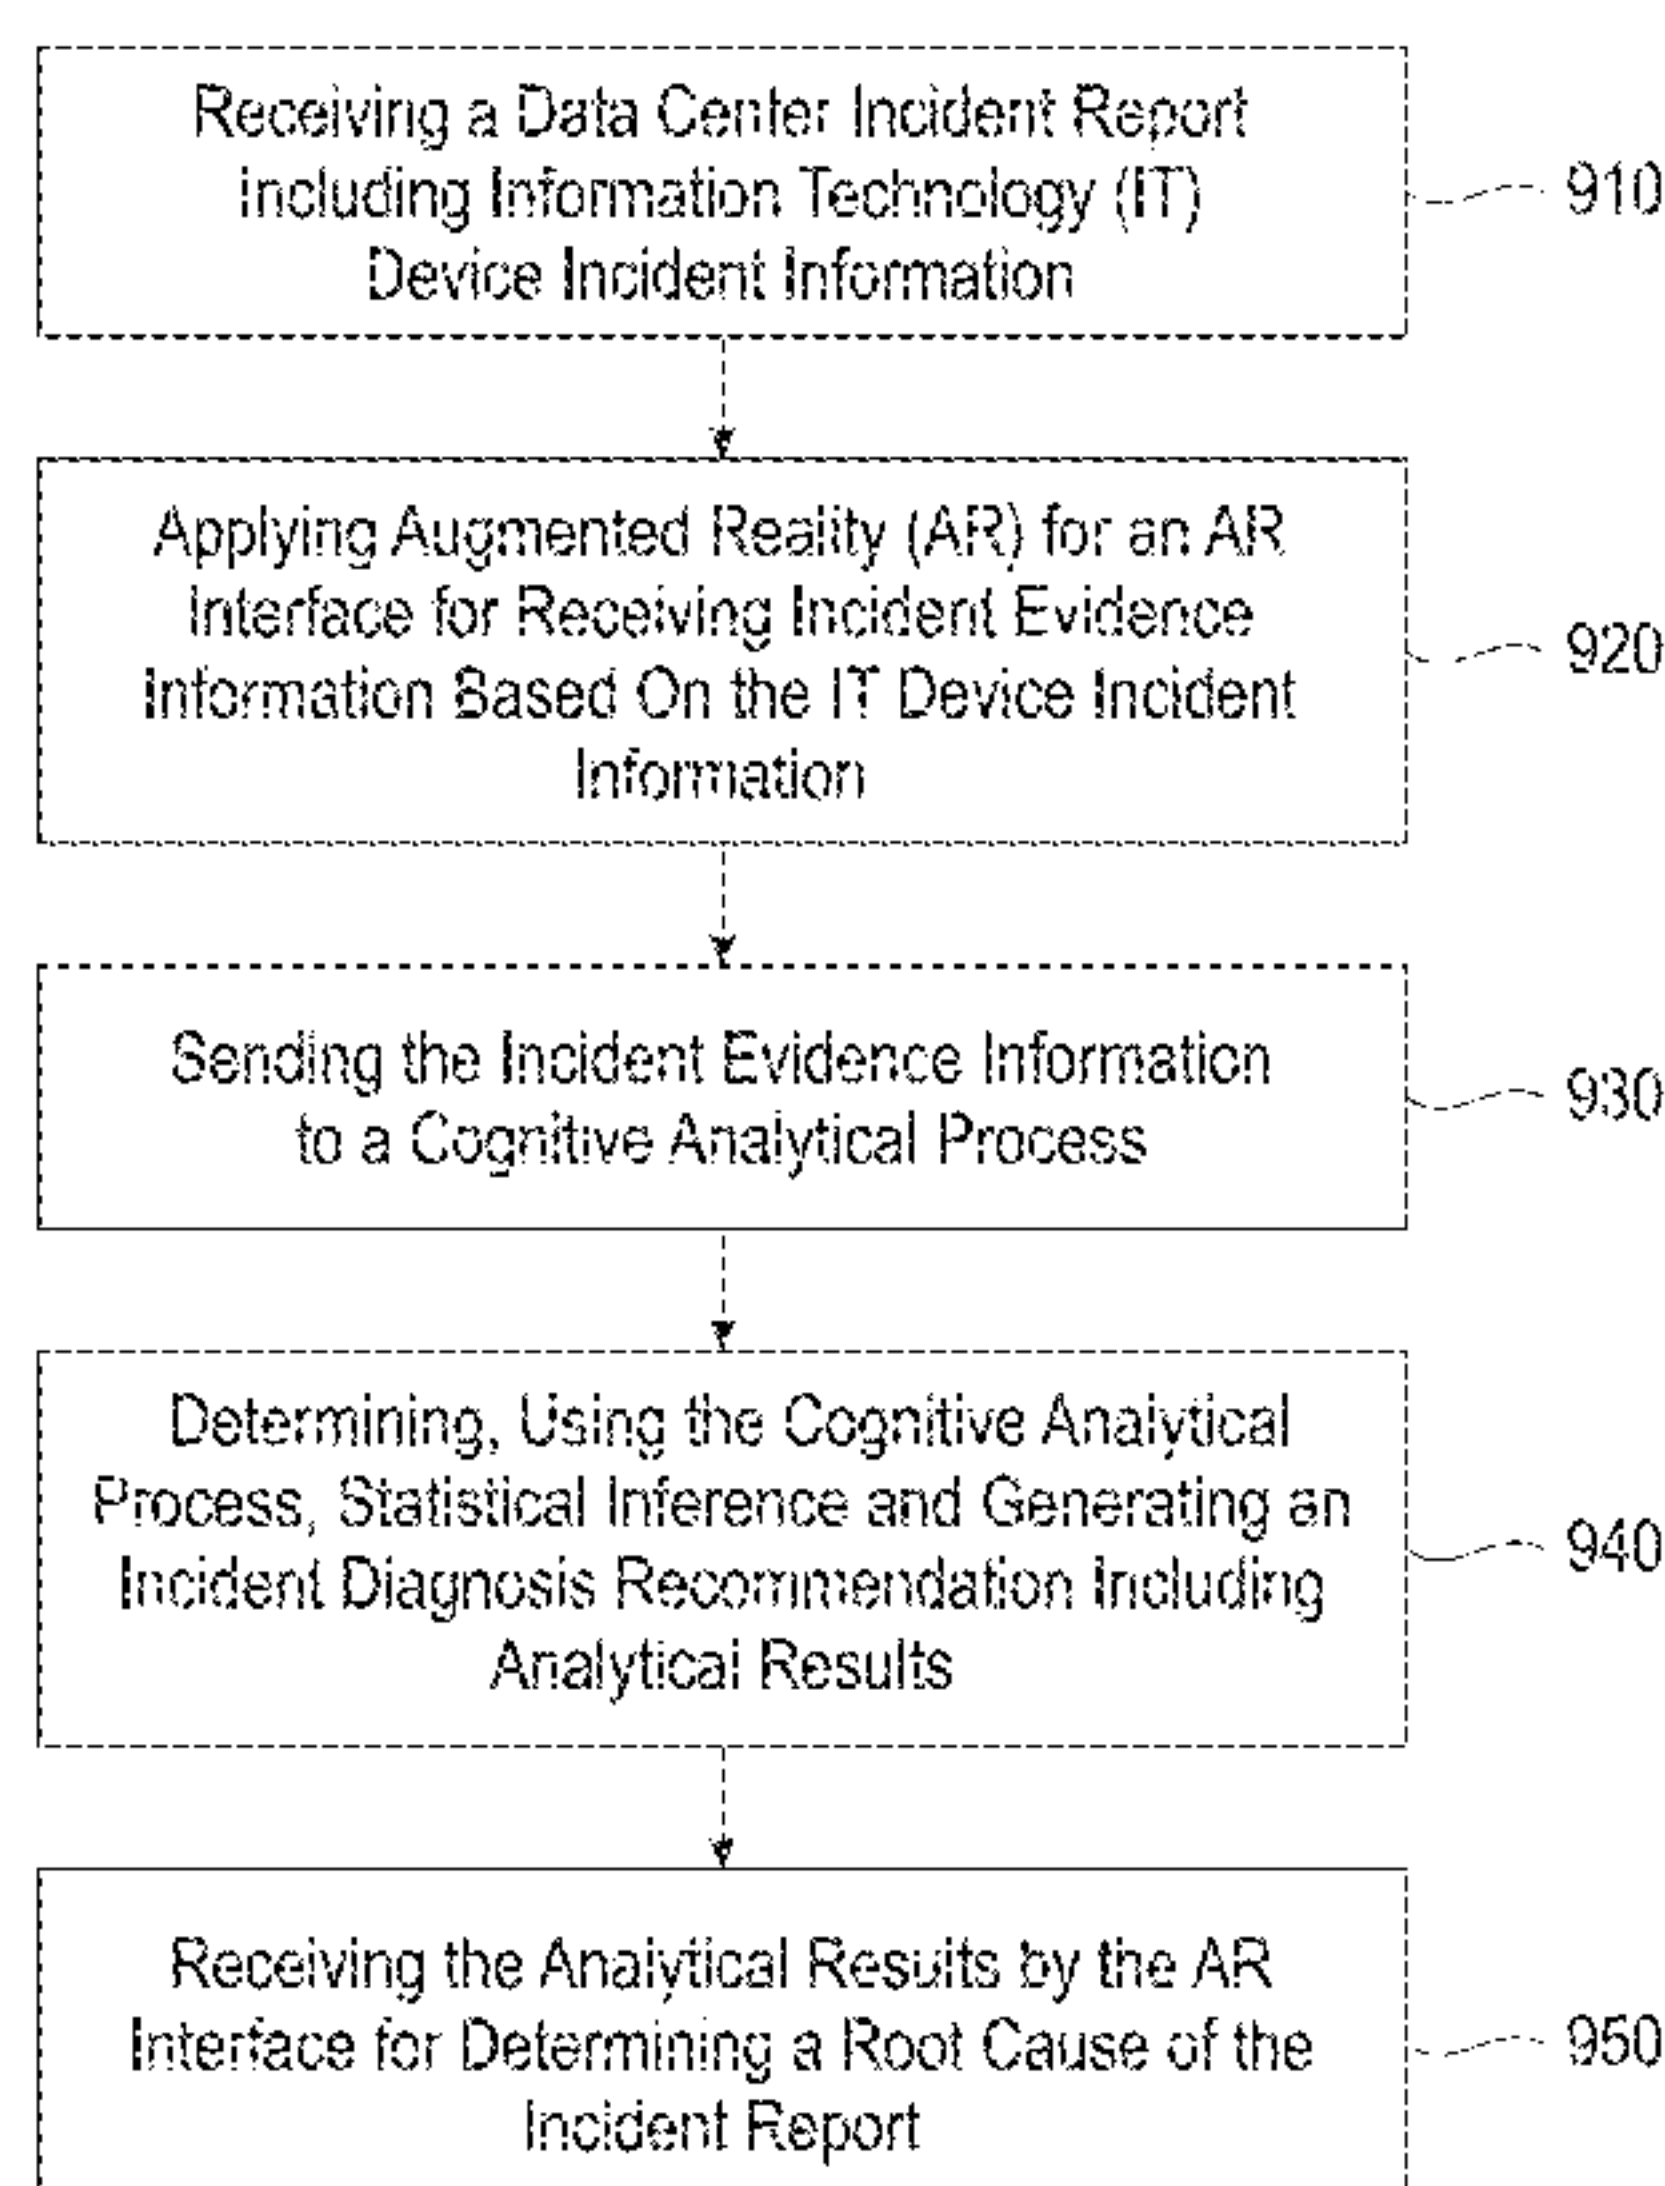 Receiving a Data Center Incident Report
Including Information Technology (IT)
Device Incident Information
910
Applying Augmented Reality (AR) for an AR
Interface for Receiving Incident Evidence
Information Based On the IT Device Incident
Information
920
Sending the Incident Evidence Information
to a Cognitive Analytical Process
930
Determining, Using the Cognitive Analytical
Process, Statistical Inference and Generating an
Incident Diagnosis Recommendation Including
Analytical Results
940
Receiving the Analytical Results by the AR
Interface for Determining a Root Cause of the
Incident Report
950